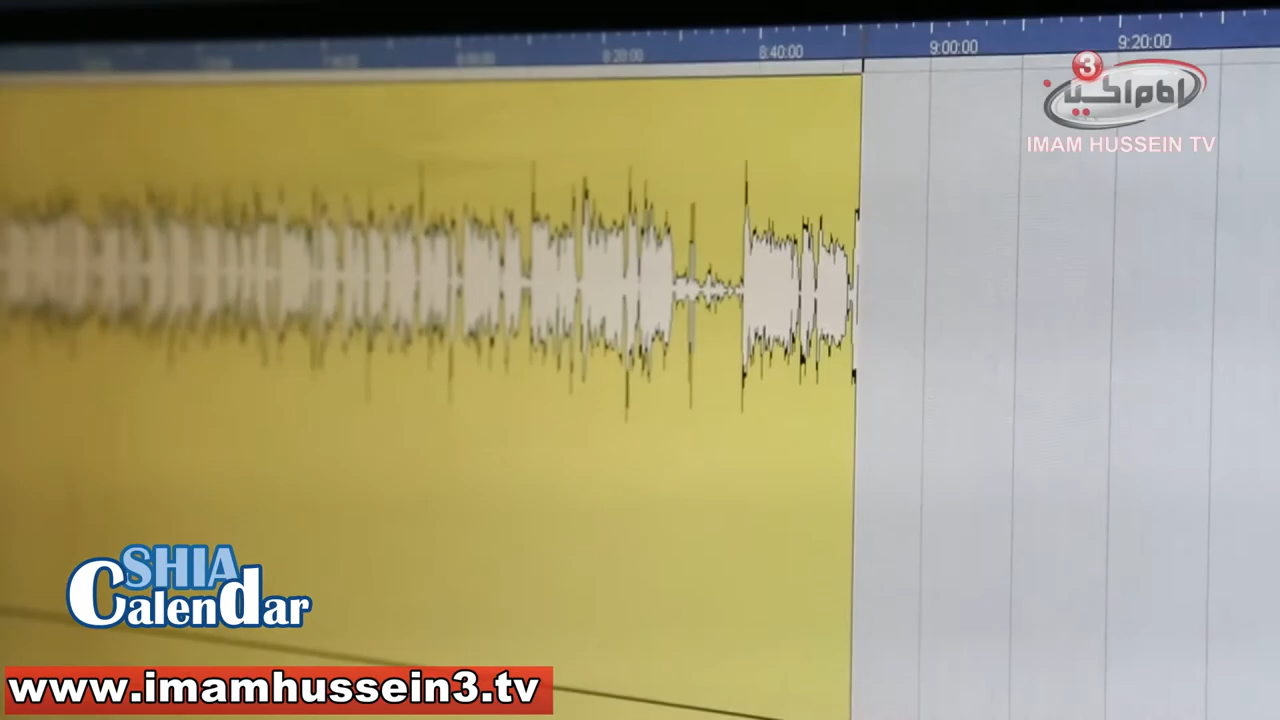 8:20:00
8:40:00
9:00:00
9:20:00
3
امام حسین
IMAM HUSSEIN TV
SHIA
Calendar
www.imamhussein3.tv